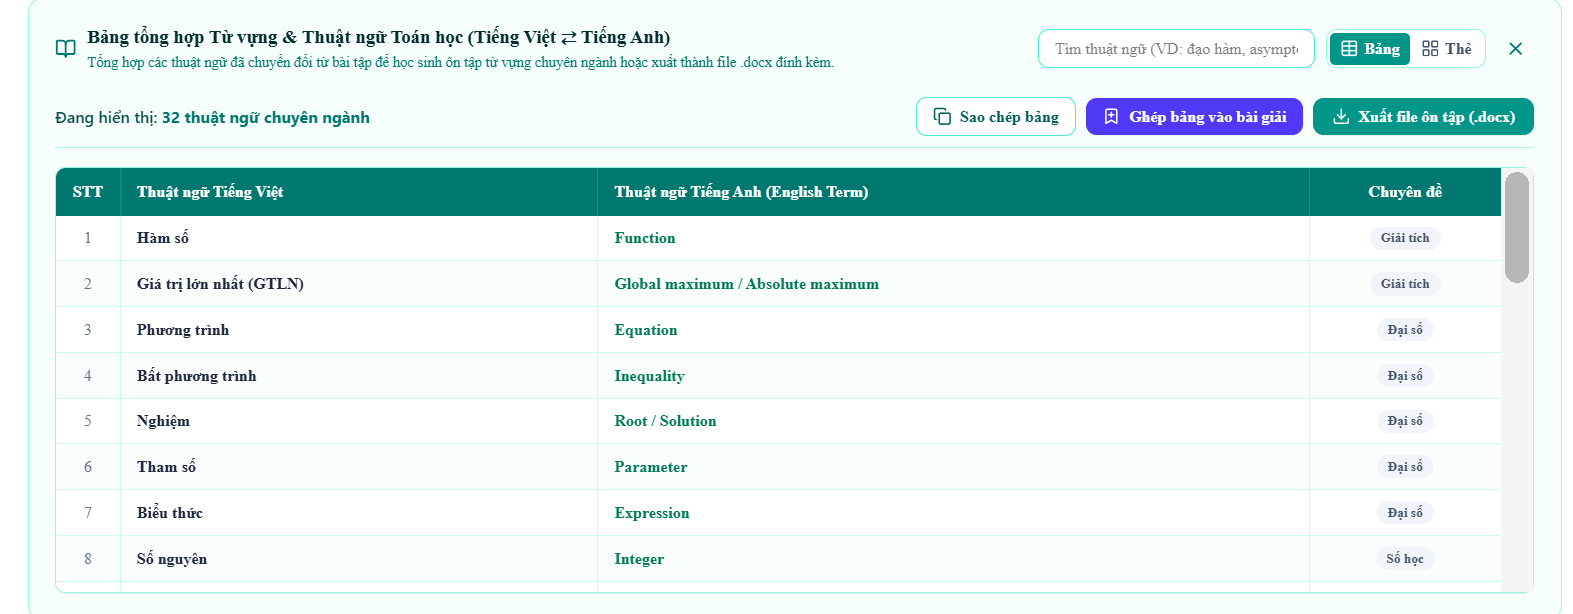 Bảng tổng hợp Từ vựng & Thuật ngữ Toán học (Tiếng Việt ⇄ Tiếng Anh)
Tổng hợp các thuật ngữ đã chuyển đổi từ bài tập để học sinh ôn tập từ vựng chuyên ngành hoặc xuất thành file .docx đính kèm.
Tìm thuật ngữ (VD: đạo hàm, asympto
Bảng
Thẻ
Đang hiển thị: 32 thuật ngữ chuyên ngành
Sao chép bảng
Ghép bảng vào bài giải
Xuất file ôn tập (.docx)
STT Thuật ngữ Tiếng Việt Thuật ngữ Tiếng Anh (English Term) Chuyên đề
1 Hàm số Function Giải tích
2 Giá trị lớn nhất (GTLN) Global maximum / Absolute maximum Giải tích
3 Phương trình Equation Đại số
4 Bất phương trình Inequality Đại số
5 Nghiệm Root / Solution Đại số
6 Tham số Parameter Đại số
7 Biểu thức Expression Đại số
8 Số nguyên Integer Số học